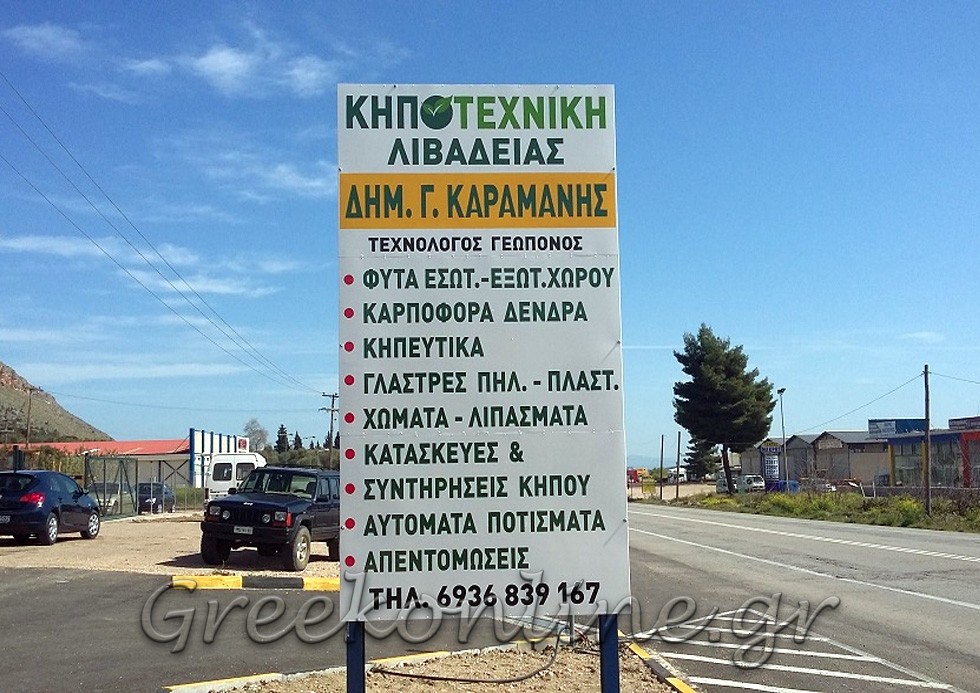 ΚΗΠΟΤΕΧΝΙΚΗ
ΛΙΒΑΔΕΙΑΣ
ΔΗΜ. Γ. ΚΑΡΑΜΑΝΗΣ
ΤΕΧΝΟΛΟΓΟΣ ΓΕΩΠΟΝΟΣ
• ΦΥΤΑ ΕΣΩΤ.-ΕΞΩΤ.ΧΩΡΟΥ
• ΚΑΡΠΟΦΟΡΑ ΔΕΝΔΡΑ
• ΚΗΠΕΥΤΙΚΑ
• ΓΛΑΣΤΡΕΣ ΠΗΛ. - ΠΛΑΣΤ.
• ΧΩΜΑΤΑ - ΛΙΠΑΣΜΑΤΑ
• ΚΑΤΑΣΚΕΥΕΣ &
• ΣΥΝΤΗΡΗΣΕΙΣ ΚΗΠΟΥ
• ΑΥΤΟΜΑΤΑ ΠΟΤΙΣΜΑΤΑ
• ΑΠΕΝΤΟΜΩΣΕΙΣ
ΤΗΛ. 6936 839 167
Greekonline.gr